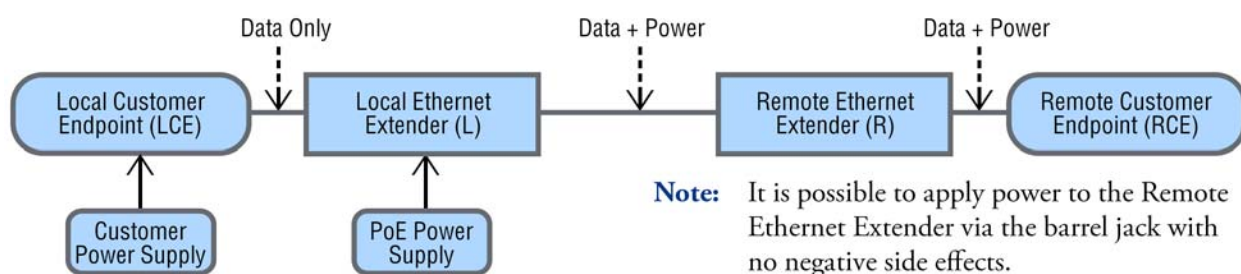 Data Only
Data + Power
Data + Power
Local Customer
Endpoint (LCE)
Local Ethernet
Extender (L)
Remote Ethernet
Extender (R)
Remote Customer
Endpoint (RCE)
Customer
Power Supply
PoE Power
Supply
Note: It is possible to apply power to the Remote
Ethernet Extender via the barrel jack with
no negative side effects.